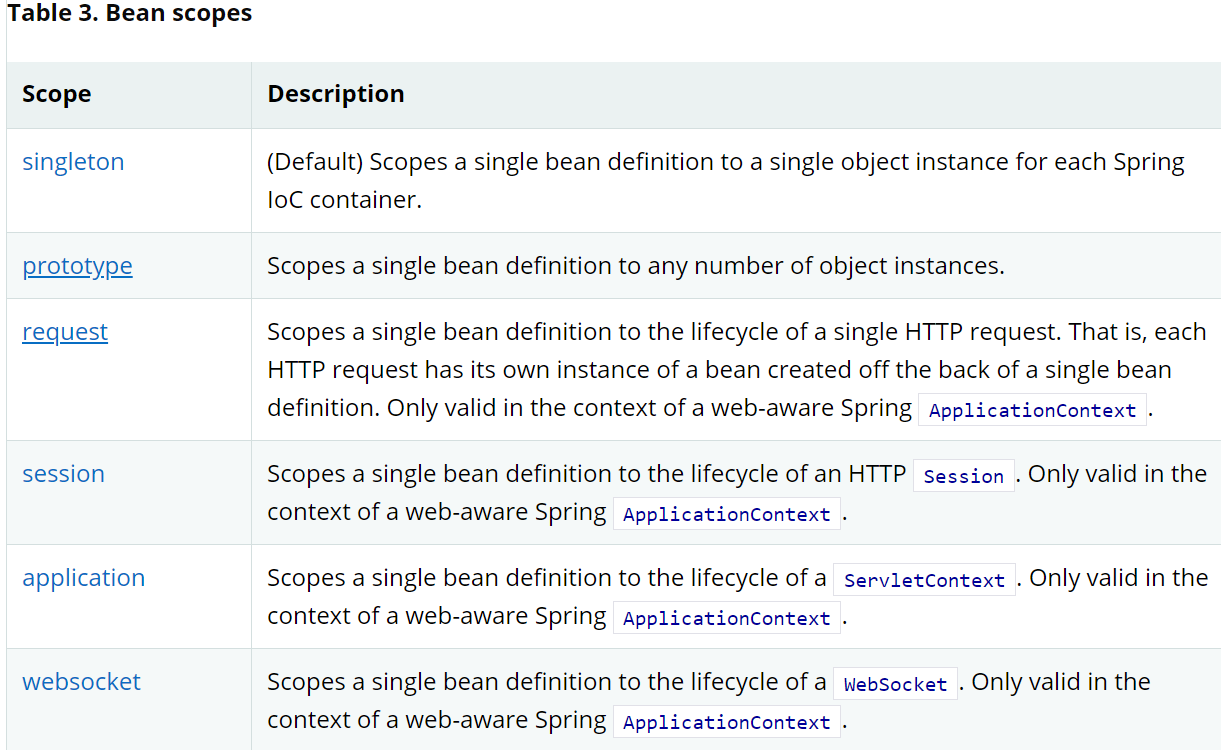 Table 3. Bean scopes
Scope Description
singleton (Default) Scopes a single bean definition to a single object instance for each Spring
IoC container.
prototype Scopes a single bean definition to any number of object instances.
request Scopes a single bean definition to the lifecycle of a single HTTP request. That is, each
HTTP request has its own instance of a bean created off the back of a single bean
definition. Only valid in the context of a web-aware Spring ApplicationContext.
session Scopes a single bean definition to the lifecycle of an HTTP Session. Only valid in the
context of a web-aware Spring ApplicationContext.
application Scopes a single bean definition to the lifecycle of a ServletContext. Only valid in the
context of a web-aware Spring ApplicationContext.
websocket Scopes a single bean definition to the lifecycle of a WebSocket. Only valid in the
context of a web-aware Spring ApplicationContext.